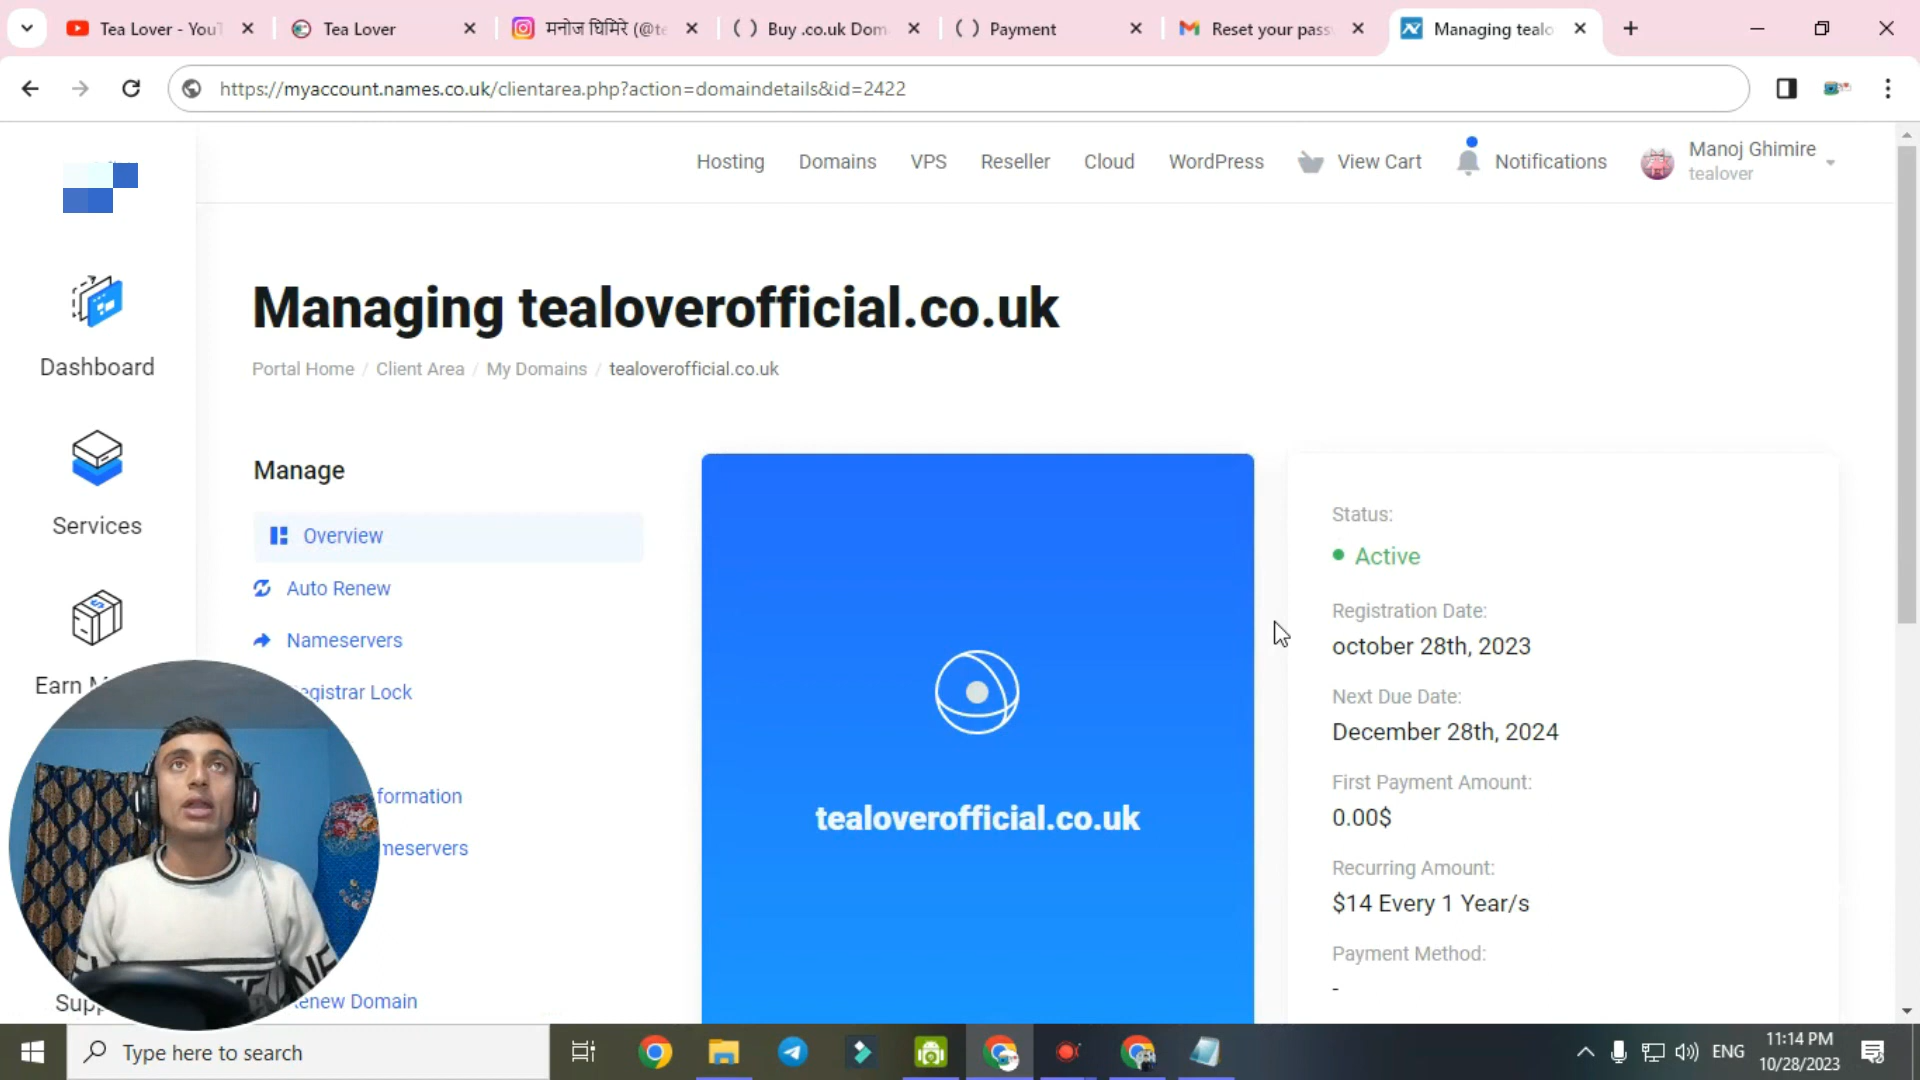 Tea Lover - You
Tea Lover
मनोज घिमिरे (@te
Buy .co.uk Dom
Payment
Reset your pass
Managing tealo
https://myaccount.names.co.uk/clientarea.php?action=domaindetails&id=2422
Hosting
Domains
VPS
Reseller
Cloud
WordPress
View Cart
Notifications
Manoj Ghimire
tealover
Dashboard
Services
Earn
Managing tealoverofficial.co.uk
Portal Home / Client Area / My Domains / tealoverofficial.co.uk
Manage
Overview
Auto Renew
Nameservers
egistrar Lock
formation
meservers
enew Domain
tealoverofficial.co.uk
Status:
Active
Registration Date:
october 28th, 2023
Next Due Date:
December 28th, 2024
First Payment Amount:
0.00$
Recurring Amount:
$14 Every 1 Year/s
Payment Method:
-
Type here to search
ENG
11:14 PM
10/28/2023